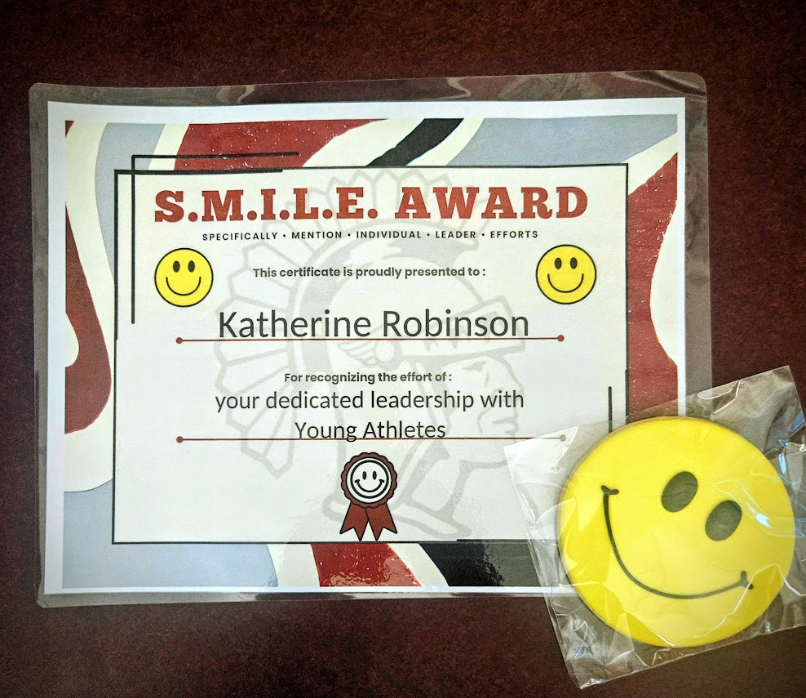 S.M.I.L.E. AWARD
SPECIFICALLY • MENTION • INDIVIDUAL • LEADER • EFFORTS
This certificate is proudly presented to :
Katherine Robinson
For recognizing the effort of :
your dedicated leadership with
Young Athletes